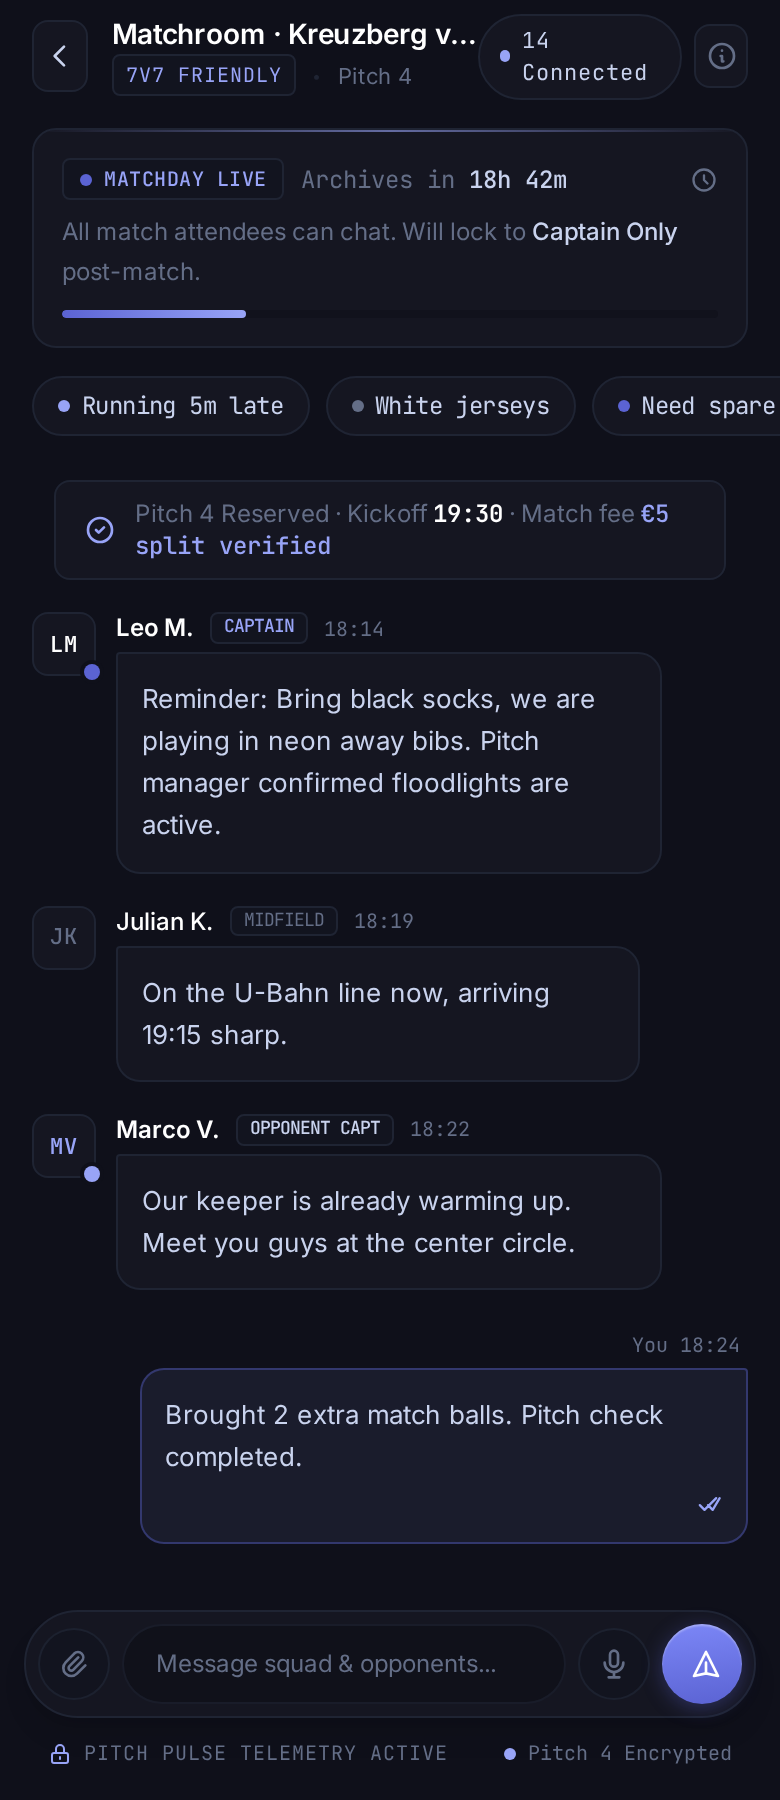 Matchroom · Kreuzberg v...
14
Connected
7V7 FRIENDLY · Pitch 4
MATCHDAY LIVE Archives in 18h 42m
All match attendees can chat. Will lock to Captain Only
post-match.
Running 5m late White jerseys Need spare
Pitch 4 Reserved · Kickoff 19:30 · Match fee €5
split verified
LM Leo M. CAPTAIN 18:14
Reminder: Bring black socks, we are
playing in neon away bibs. Pitch
manager confirmed floodlights are
active.
JK Julian K. MIDFIELD 18:19
On the U-Bahn line now, arriving
19:15 sharp.
MV Marco V. OPPONENT CAPT 18:22
Our keeper is already warming up.
Meet you guys at the center circle.
You 18:24
Brought 2 extra match balls. Pitch check
completed.
Message squad & opponents...
PITCH PULSE TELEMETRY ACTIVE Pitch 4 Encrypted